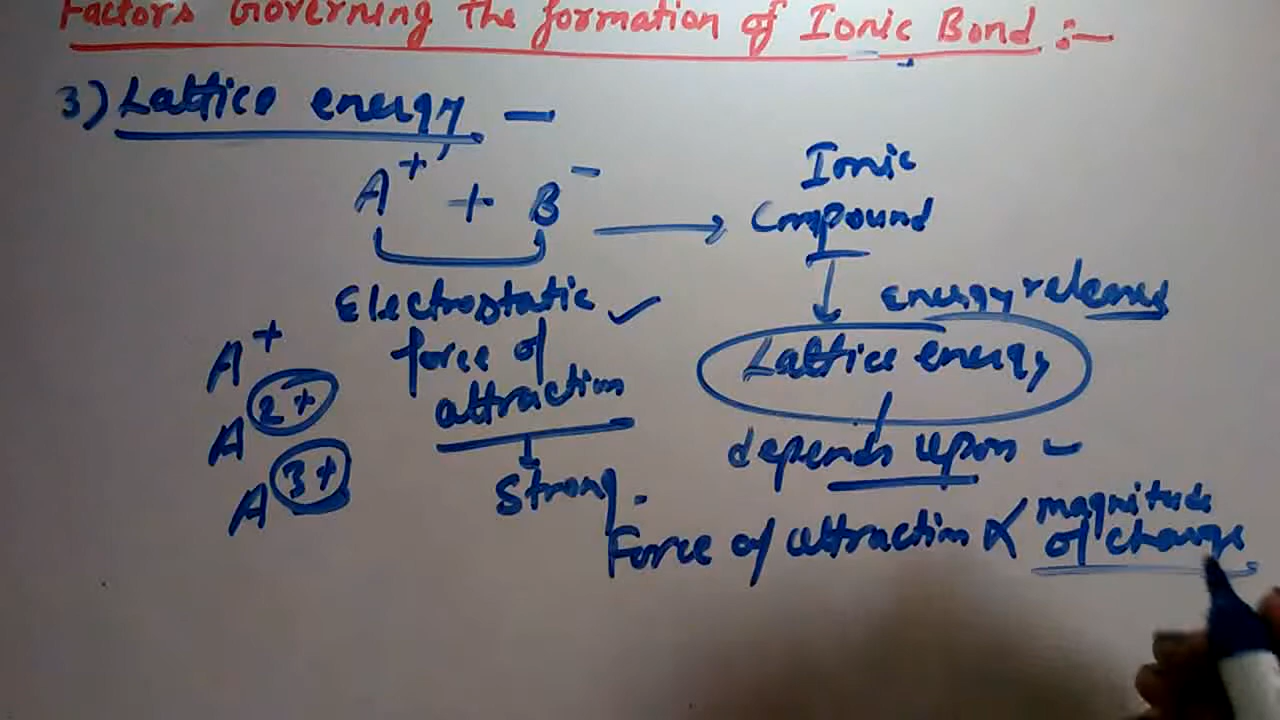 Factors Governing The formation of Ionic Bond :-
3) Lattice energy -
A⁺ + B⁻ → Ionic
Compound
Electrostatic ✓
force of
attraction
Strong.
A⁺
A²⁺
A³⁺
energy released
Lattice energy
depends upon
Force of attraction ∝ magnitude
of charge